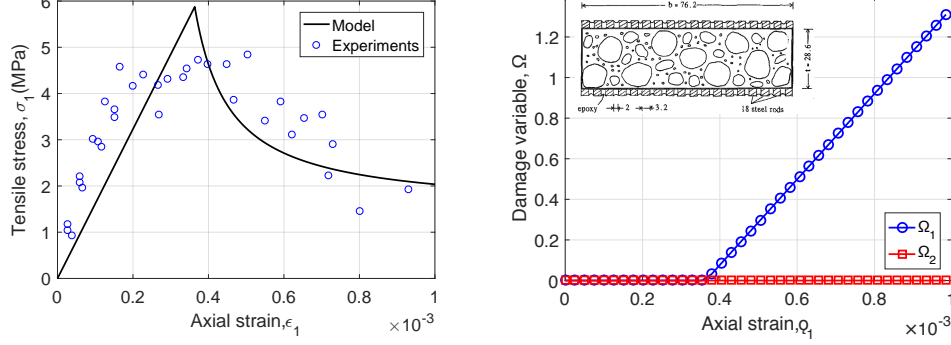 Tensile stress, σ1 (MPa)
6
5
4
3
2
1
0
Model
Experiments
0
0.2
0.4
0.6
0.8
1
Axial strain,ϵ1
×10-3
Damage variable, Ω
1.2
1
0.8
0.6
0.4
0.2
0
b = 76.2
t = 28.6
epoxy
2
3.2
18 steel rods
Ω1
Ω2
0
0.2
0.4
0.6
0.8
1
Axial strain,ϱ1
×10-3